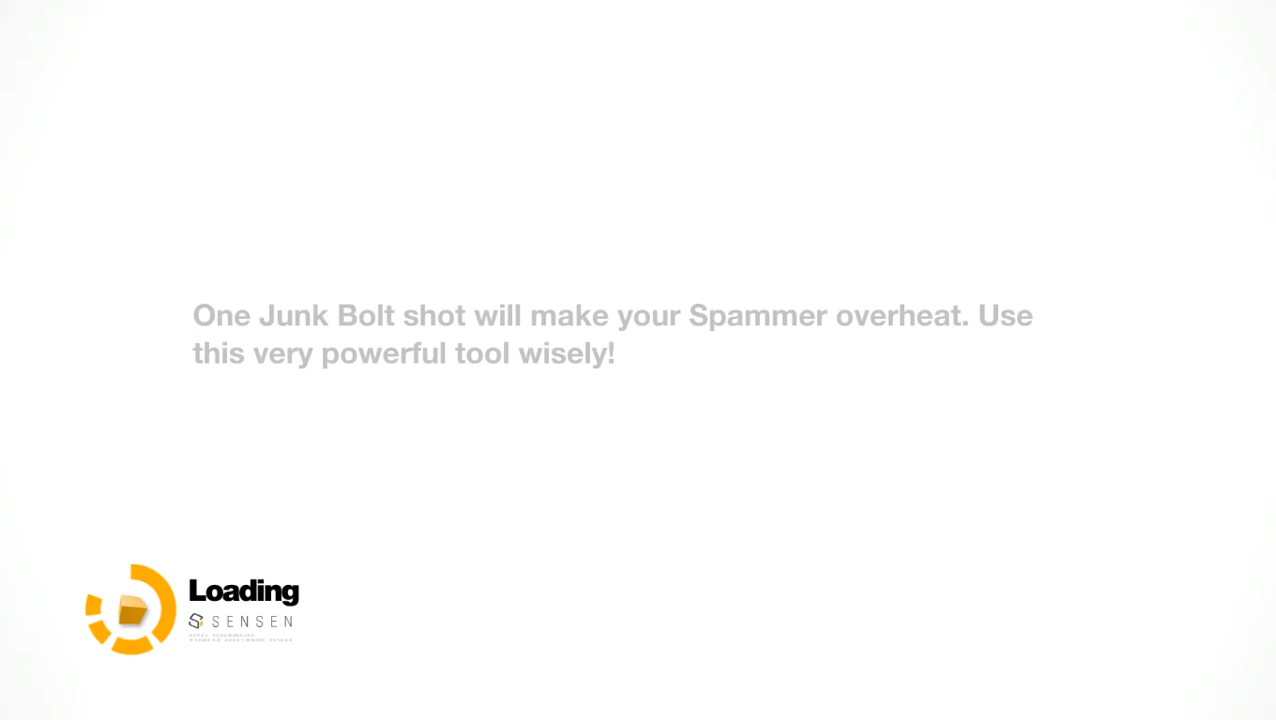 One Junk Bolt shot will make your Spammer overheat. Use
this very powerful tool wisely!
Loading
SENSEN